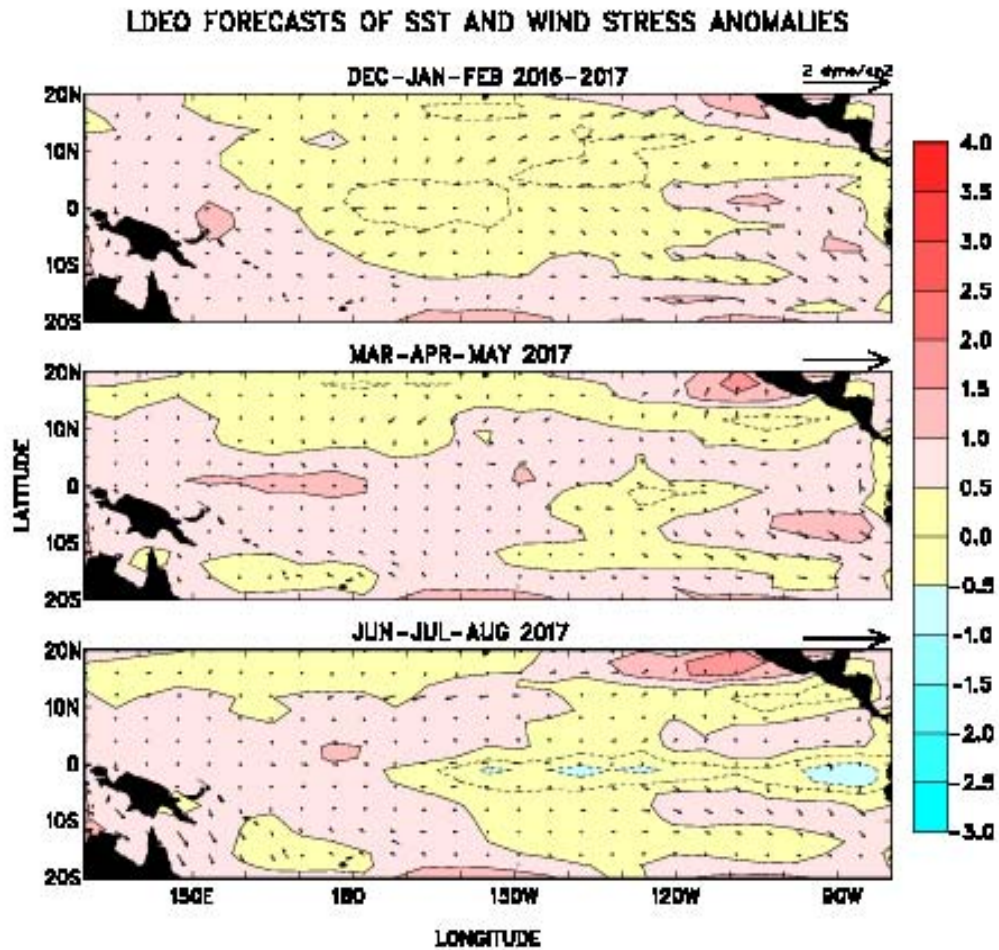 LDEO FORECASTS OF SST AND WIND STRESS ANOMALIES
DEC-JAN-FEB 2016-2017
2 dyne/cm2
20N
10N
0
10S
20S
MAR-APR-MAY 2017
20N
10N
0
10S
20S
LATITUDE
JUN-JUL-AUG 2017
20N
10N
0
10S
20S
150E 180 150W 120W 90W
LONGITUDE
4.0
3.5
3.0
2.5
2.0
1.5
1.0
0.5
0.0
-0.5
-1.0
-1.5
-2.0
-2.5
-3.0